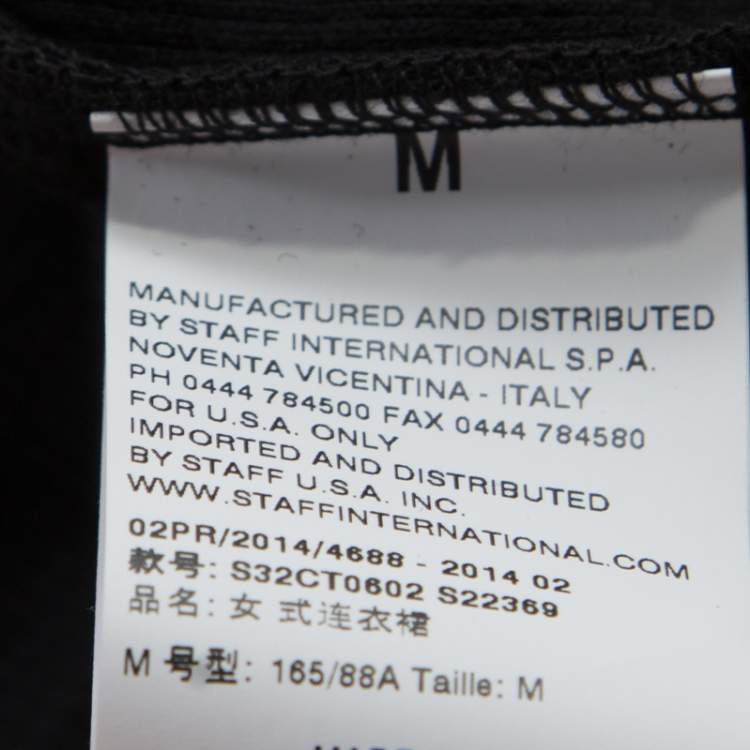 M
MANUFACTURED AND DISTRIBUTED
BY STAFF INTERNATIONAL S.P.A.
NOVENTA VICENTINA - ITALY
PH 0444 784500 FAX 0444 784580
FOR U.S.A. ONLY
IMPORTED AND DISTRIBUTED
BY STAFF U.S.A. INC.
WWW.STAFFINTERNATIONAL.COM
02PR/2014/4688 - 2014 02
款号: S32CT0602 S22369
品名: 女 式连衣裙
M 号型: 165/88A Taille: M